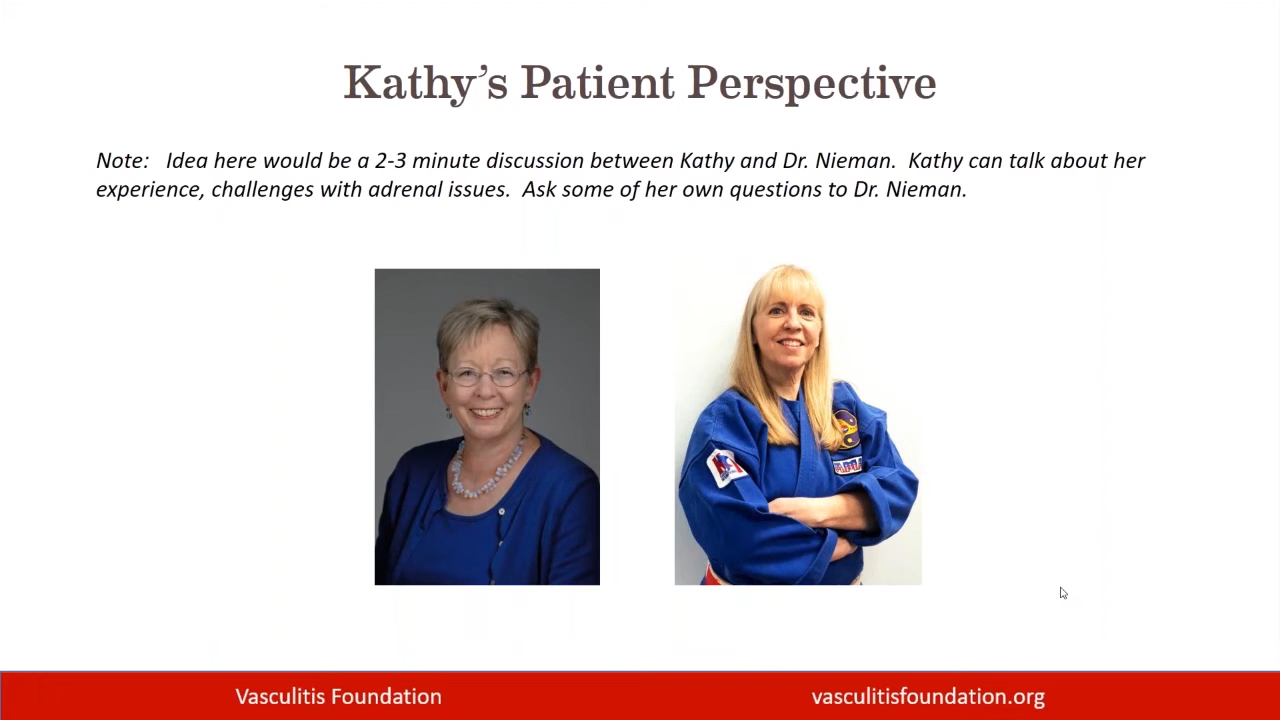 Kathy’s Patient Perspective
Note:   Idea here would be a 2-3 minute discussion between Kathy and Dr. Nieman.  Kathy can talk about her
experience, challenges with adrenal issues.  Ask some of her own questions to Dr. Nieman.
Vasculitis Foundation
vasculitisfoundation.org